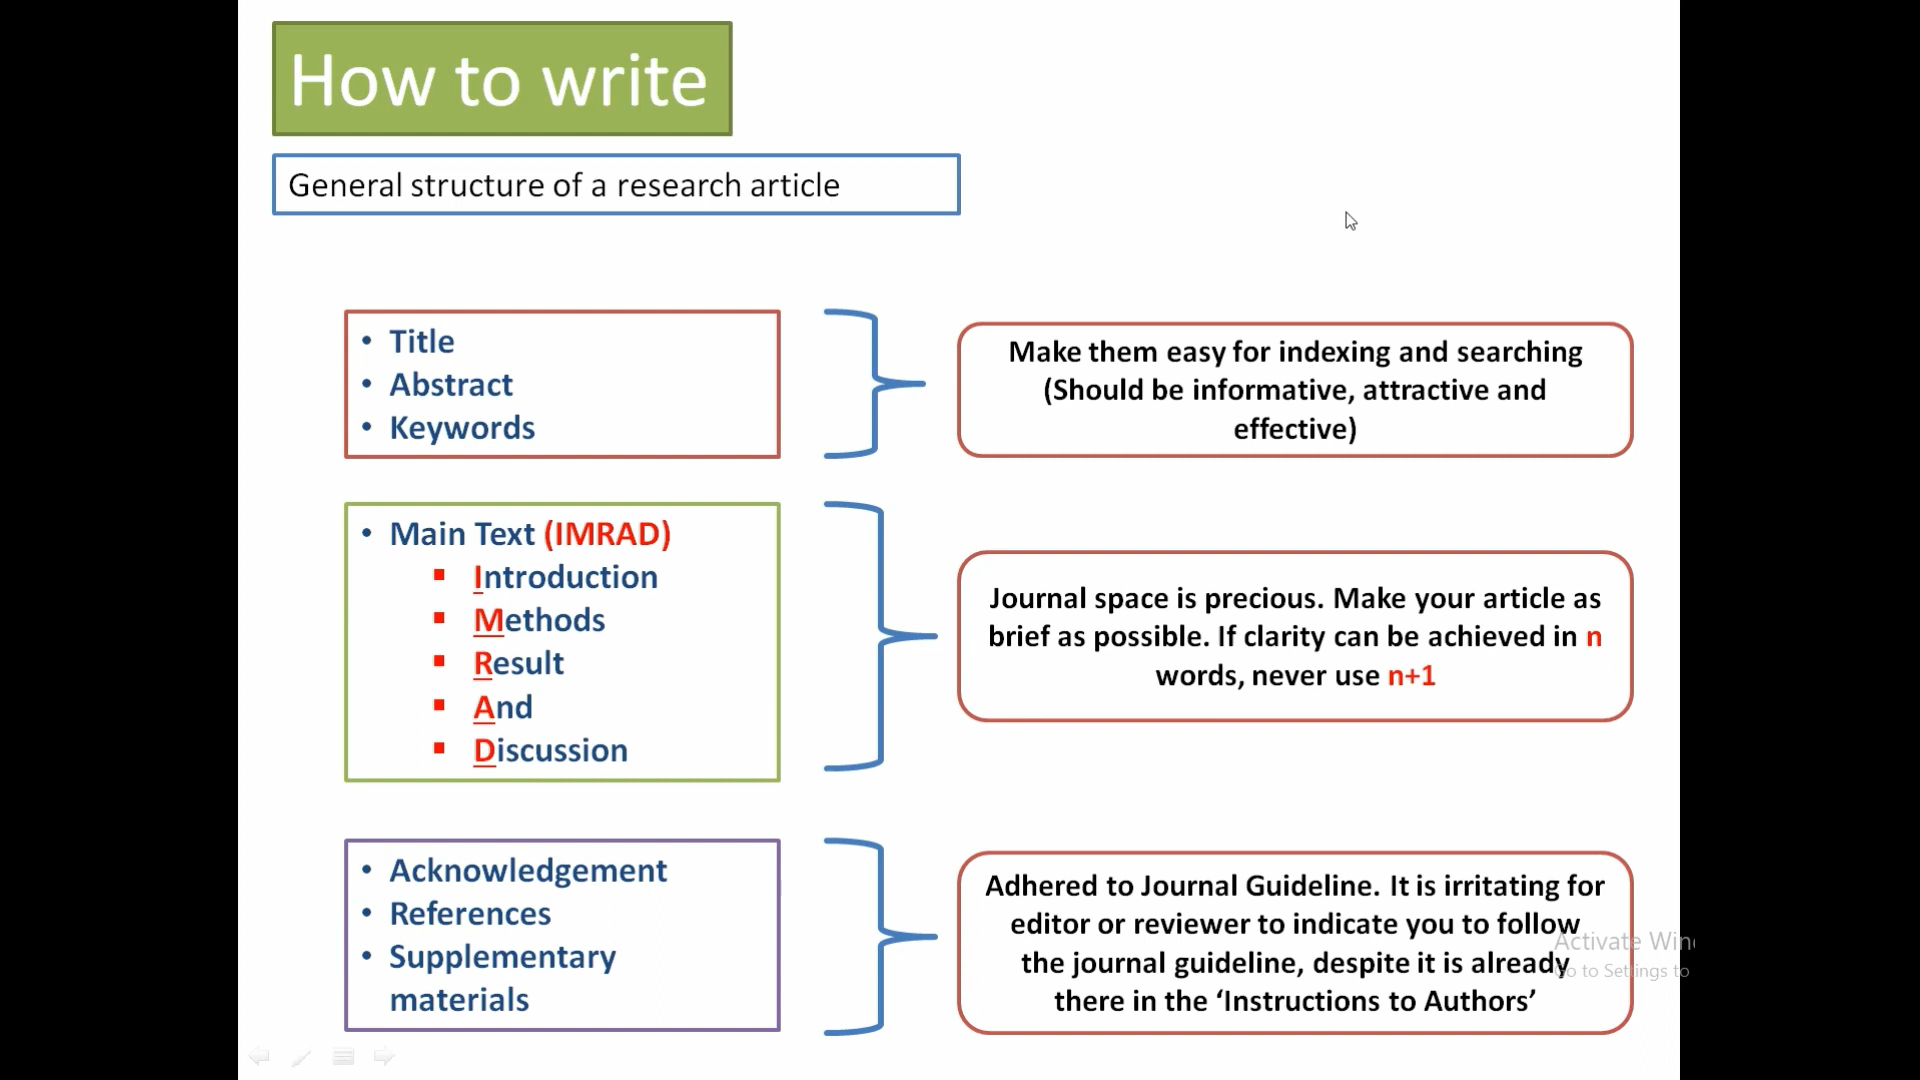 How to write
General structure of a research article
• Title
• Abstract
• Keywords
Make them easy for indexing and searching
(Should be informative, attractive and
effective)
• Main Text (IMRAD)
▪ Introduction
▪ Methods
▪ Result
▪ And
▪ Discussion
Journal space is precious. Make your article as
brief as possible. If clarity can be achieved in n
words, never use n+1
• Acknowledgement
• References
• Supplementary
materials
Adhered to Journal Guideline. It is irritating for
editor or reviewer to indicate you to follow
the journal guideline, despite it is already
there in the ‘Instructions to Authors’
Activate Win
Go to Settings to